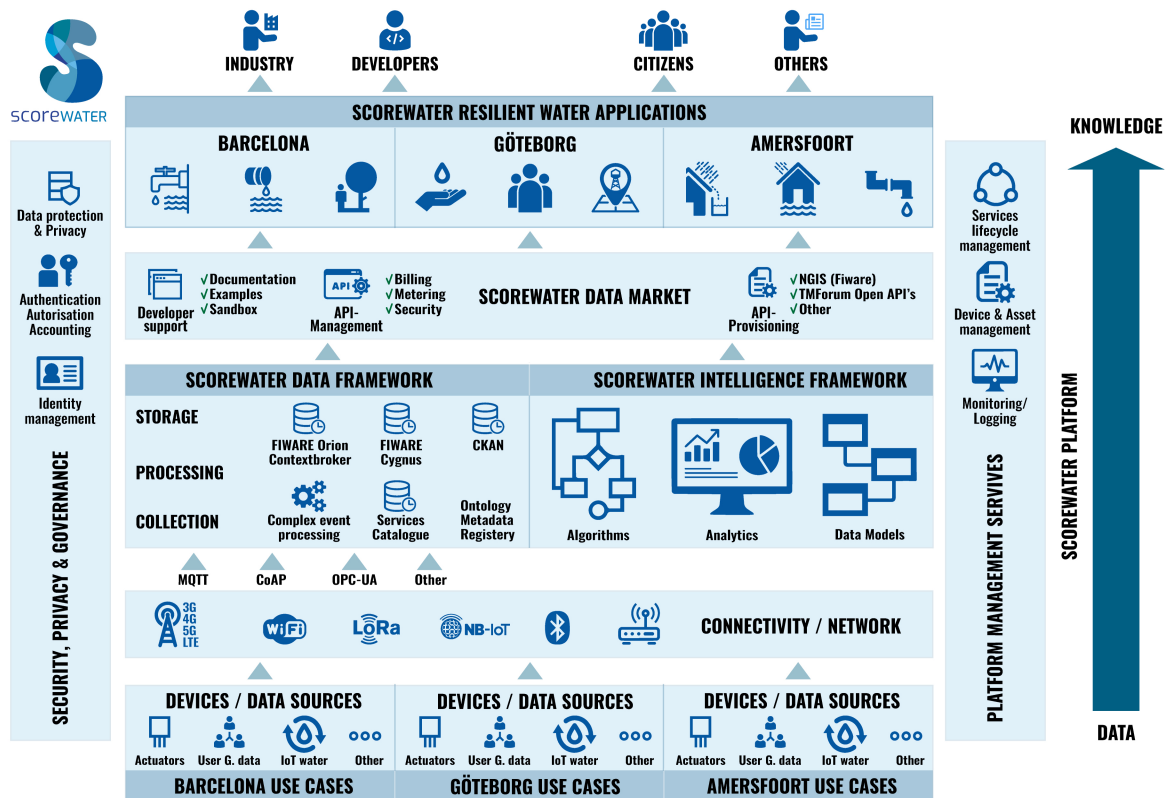 INDUSTRY
DEVELOPERS
CITIZENS
OTHERS
scoreWATER
SCOREWATER RESILIENT WATER APPLICATIONS
BARCELONA
GÖTEBORG
AMERSFOORT
KNOWLEDGE
Data protection
& Privacy
Authentication
Autorisation
Accounting
Identity
management
SECURITY, PRIVACY & GOVERNANCE
Developer
support
√Documentation
√Examples
√Sandbox
API
API-
Management
√Billing
√Metering
√Security
SCOREWATER DATA MARKET
API-
Provisioning
√NGIS (Fiware)
√TMForum Open API's
√Other
Services
lifecycle
management
Device & Asset
management
Monitoring/
Logging
PLATFORM MANAGEMENT SERVIVES
SCOREWATER PLATFORM
SCOREWATER DATA FRAMEWORK
STORAGE
FIWARE Orion
Contextbroker
FIWARE
Cygnus
CKAN
PROCESSING
COLLECTION
Complex event
processing
Services
Catalogue
Ontology
Metadata
Registery
SCOREWATER INTELLIGENCE FRAMEWORK
Algorithms
Analytics
Data Models
MQTT
CoAP
OPC-UA
Other
3G
4G
5G
LTE
WiFi
LoRa
NB-IoT
CONNECTIVITY / NETWORK
DEVICES / DATA SOURCES
Actuators
User G. data
IoT water
Other
BARCELONA USE CASES
DEVICES / DATA SOURCES
Actuators
User G. data
IoT water
Other
GÖTEBORG USE CASES
DEVICES / DATA SOURCES
Actuators
User G. data
IoT water
Other
AMERSFOORT USE CASES
DATA